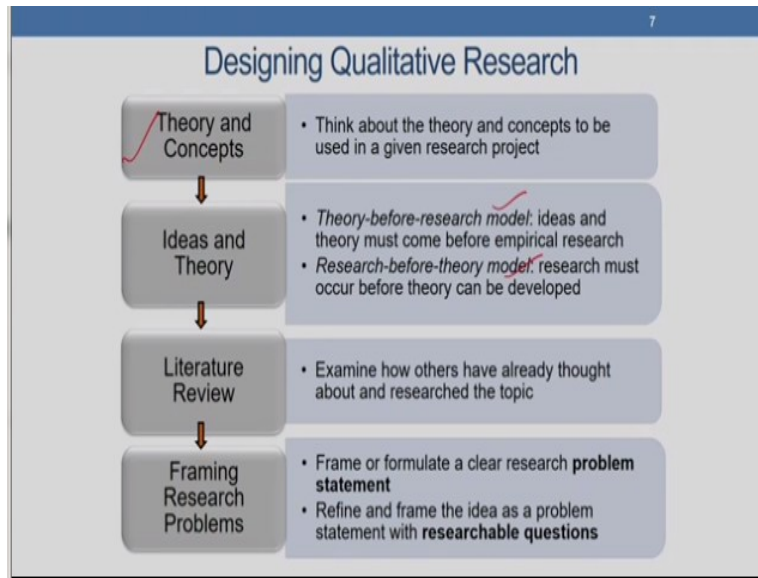 7
Designing Qualitative Research
Theory and
Concepts
• Think about the theory and concepts to be
used in a given research project
Ideas and
Theory
• Theory-before-research model: ideas and
theory must come before empirical research
• Research-before-theory model: research must
occur before theory can be developed
Literature
Review
• Examine how others have already thought
about and researched the topic
Framing
Research
Problems
• Frame or formulate a clear research problem
statement
• Refine and frame the idea as a problem
statement with researchable questions